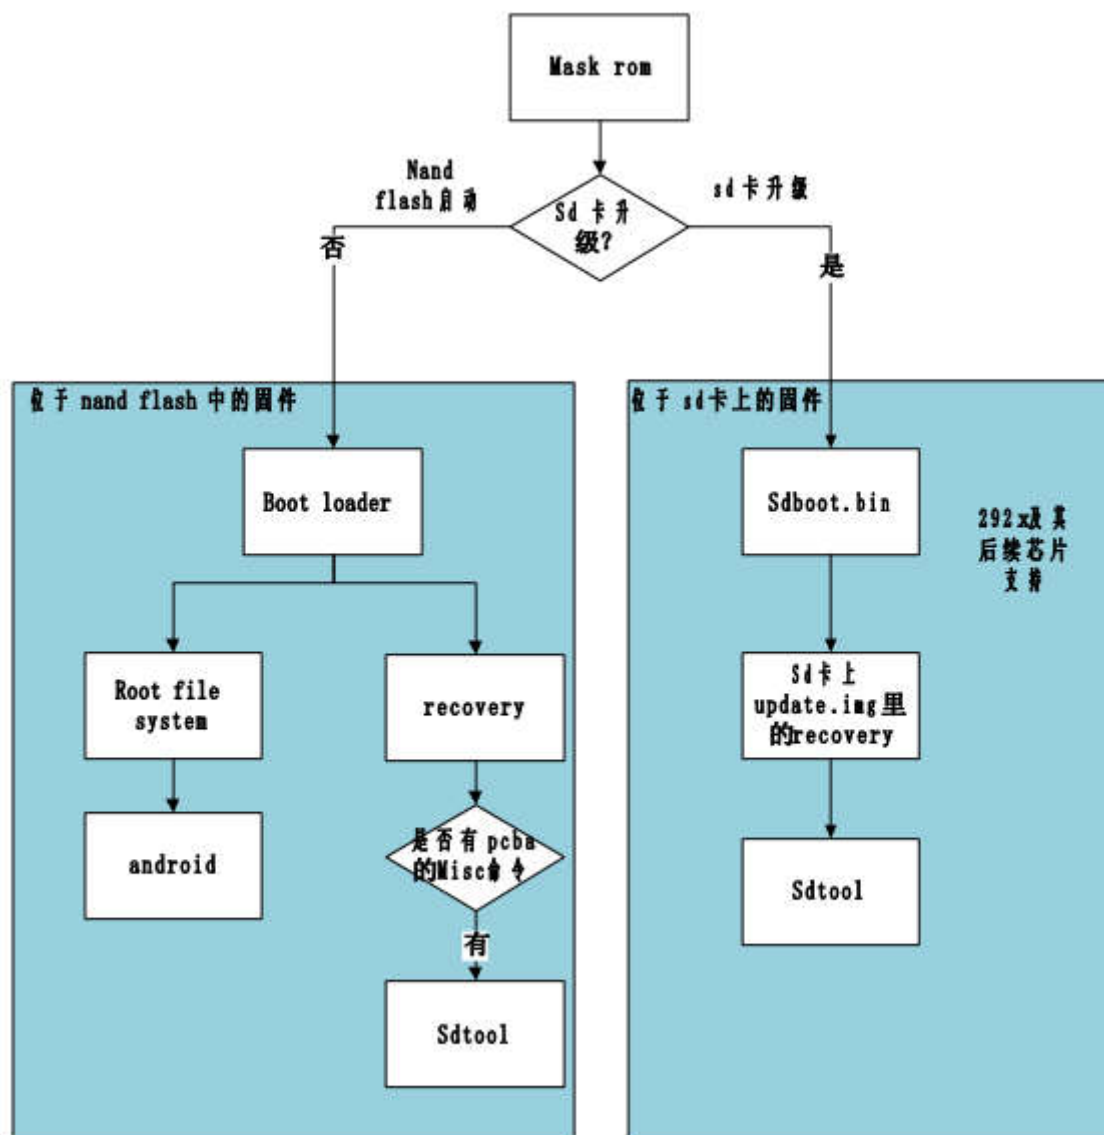 Mask rom
Nand
flash启动
sd卡升级
Sd 卡升
级?
否
是
位于 nand flash 中的固件
位于 sd卡上的固件
Boot loader
Sdboot.bin
292x及其
后续芯片
支持
Root file
system
recovery
Sd卡上
update.img里
的recovery
android
是否有pcba
的Misc命令
Sdtool
有
Sdtool